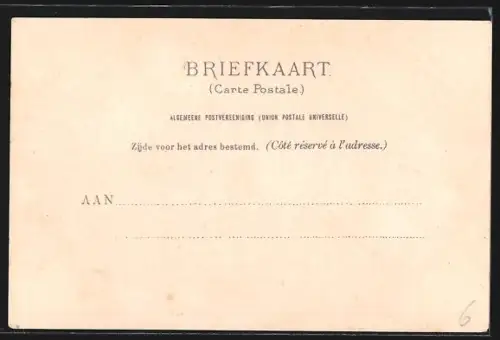 BRIEFKAART.
(Carte Postale.)
ALGEMEENE POSTVEREENIGING (UNION POSTALE UNIVERSELLE)
Zijde voor het adres bestemd. (Côté réservé à l'adresse.)
AAN
6